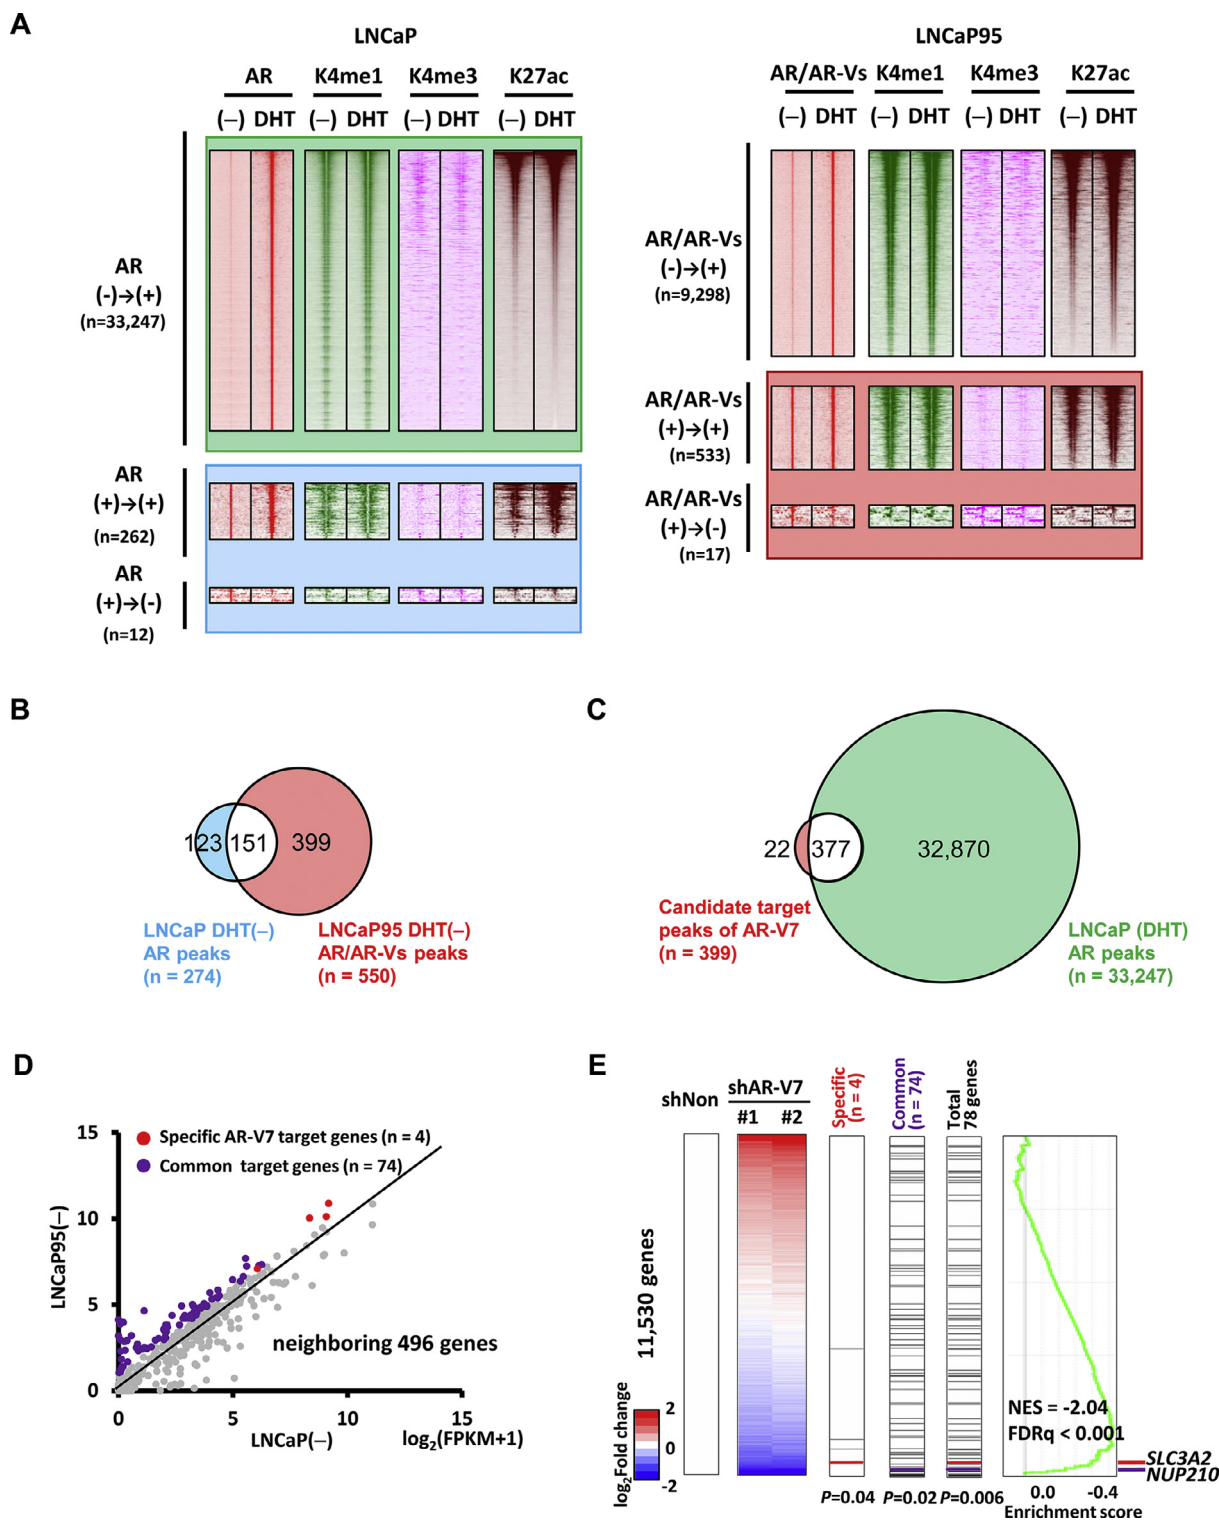 A
LNCaP
AR K4me1 K4me3 K27ac
(–) DHT (–) DHT (–) DHT (–) DHT
AR
(-)→(+)
(n=33,247)
AR
(+)→(+)
(n=262)
AR
(+)→(-)
(n=12)
LNCaP95
AR/AR-Vs K4me1 K4me3 K27ac
(–) DHT (–) DHT (–) DHT (–) DHT
AR/AR-Vs
(-)→(+)
(n=9,298)
AR/AR-Vs
(+)→(+)
(n=533)
AR/AR-Vs
(+)→(-)
(n=17)
B
123 151 399
LNCaP DHT(–)
AR peaks
(n = 274)
LNCaP95 DHT(–)
AR/AR-Vs peaks
(n = 550)
C
22 377 32,870
Candidate target
peaks of AR-V7
(n = 399)
LNCaP (DHT)
AR peaks
(n = 33,247)
D
15
10
5
0
LNCaP95(–)
Specific AR-V7 target genes (n = 4)
Common target genes (n = 74)
neighboring 496 genes
0 5 10 15
LNCaP(–)
log2(FPKM+1)
E
shNon
shAR-V7
#1 #2
Specific
(n = 4)
Common
(n = 74)
Total
78 genes
11,530 genes
log2Fold change
2
0
-2
P=0.04 P=0.02 P=0.006
NES = -2.04
FDRq < 0.001
SLC3A2
NUP210
0.0 -0.4
Enrichment score